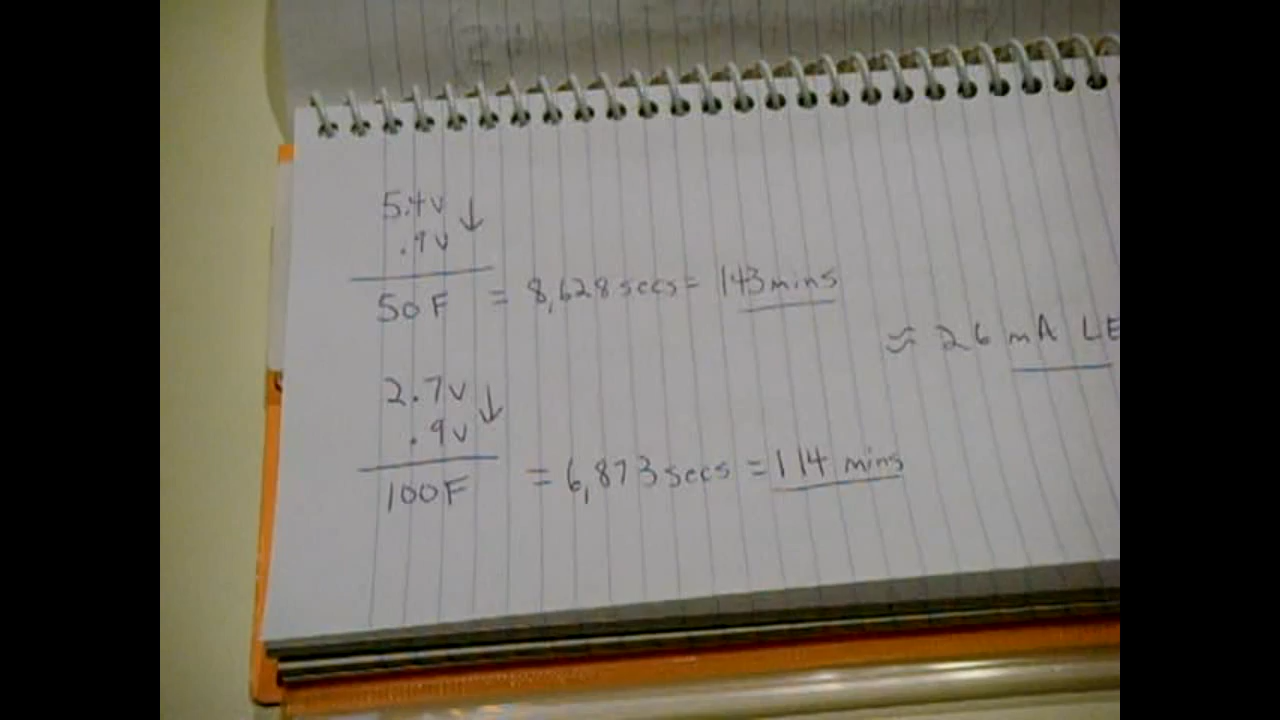 5.4v ↓
.9v
50F = 8,628 secs = 143 mins
≈ 26 mA LE
2.7v ↓
.9v
100F = 6,873 secs = 114 mins